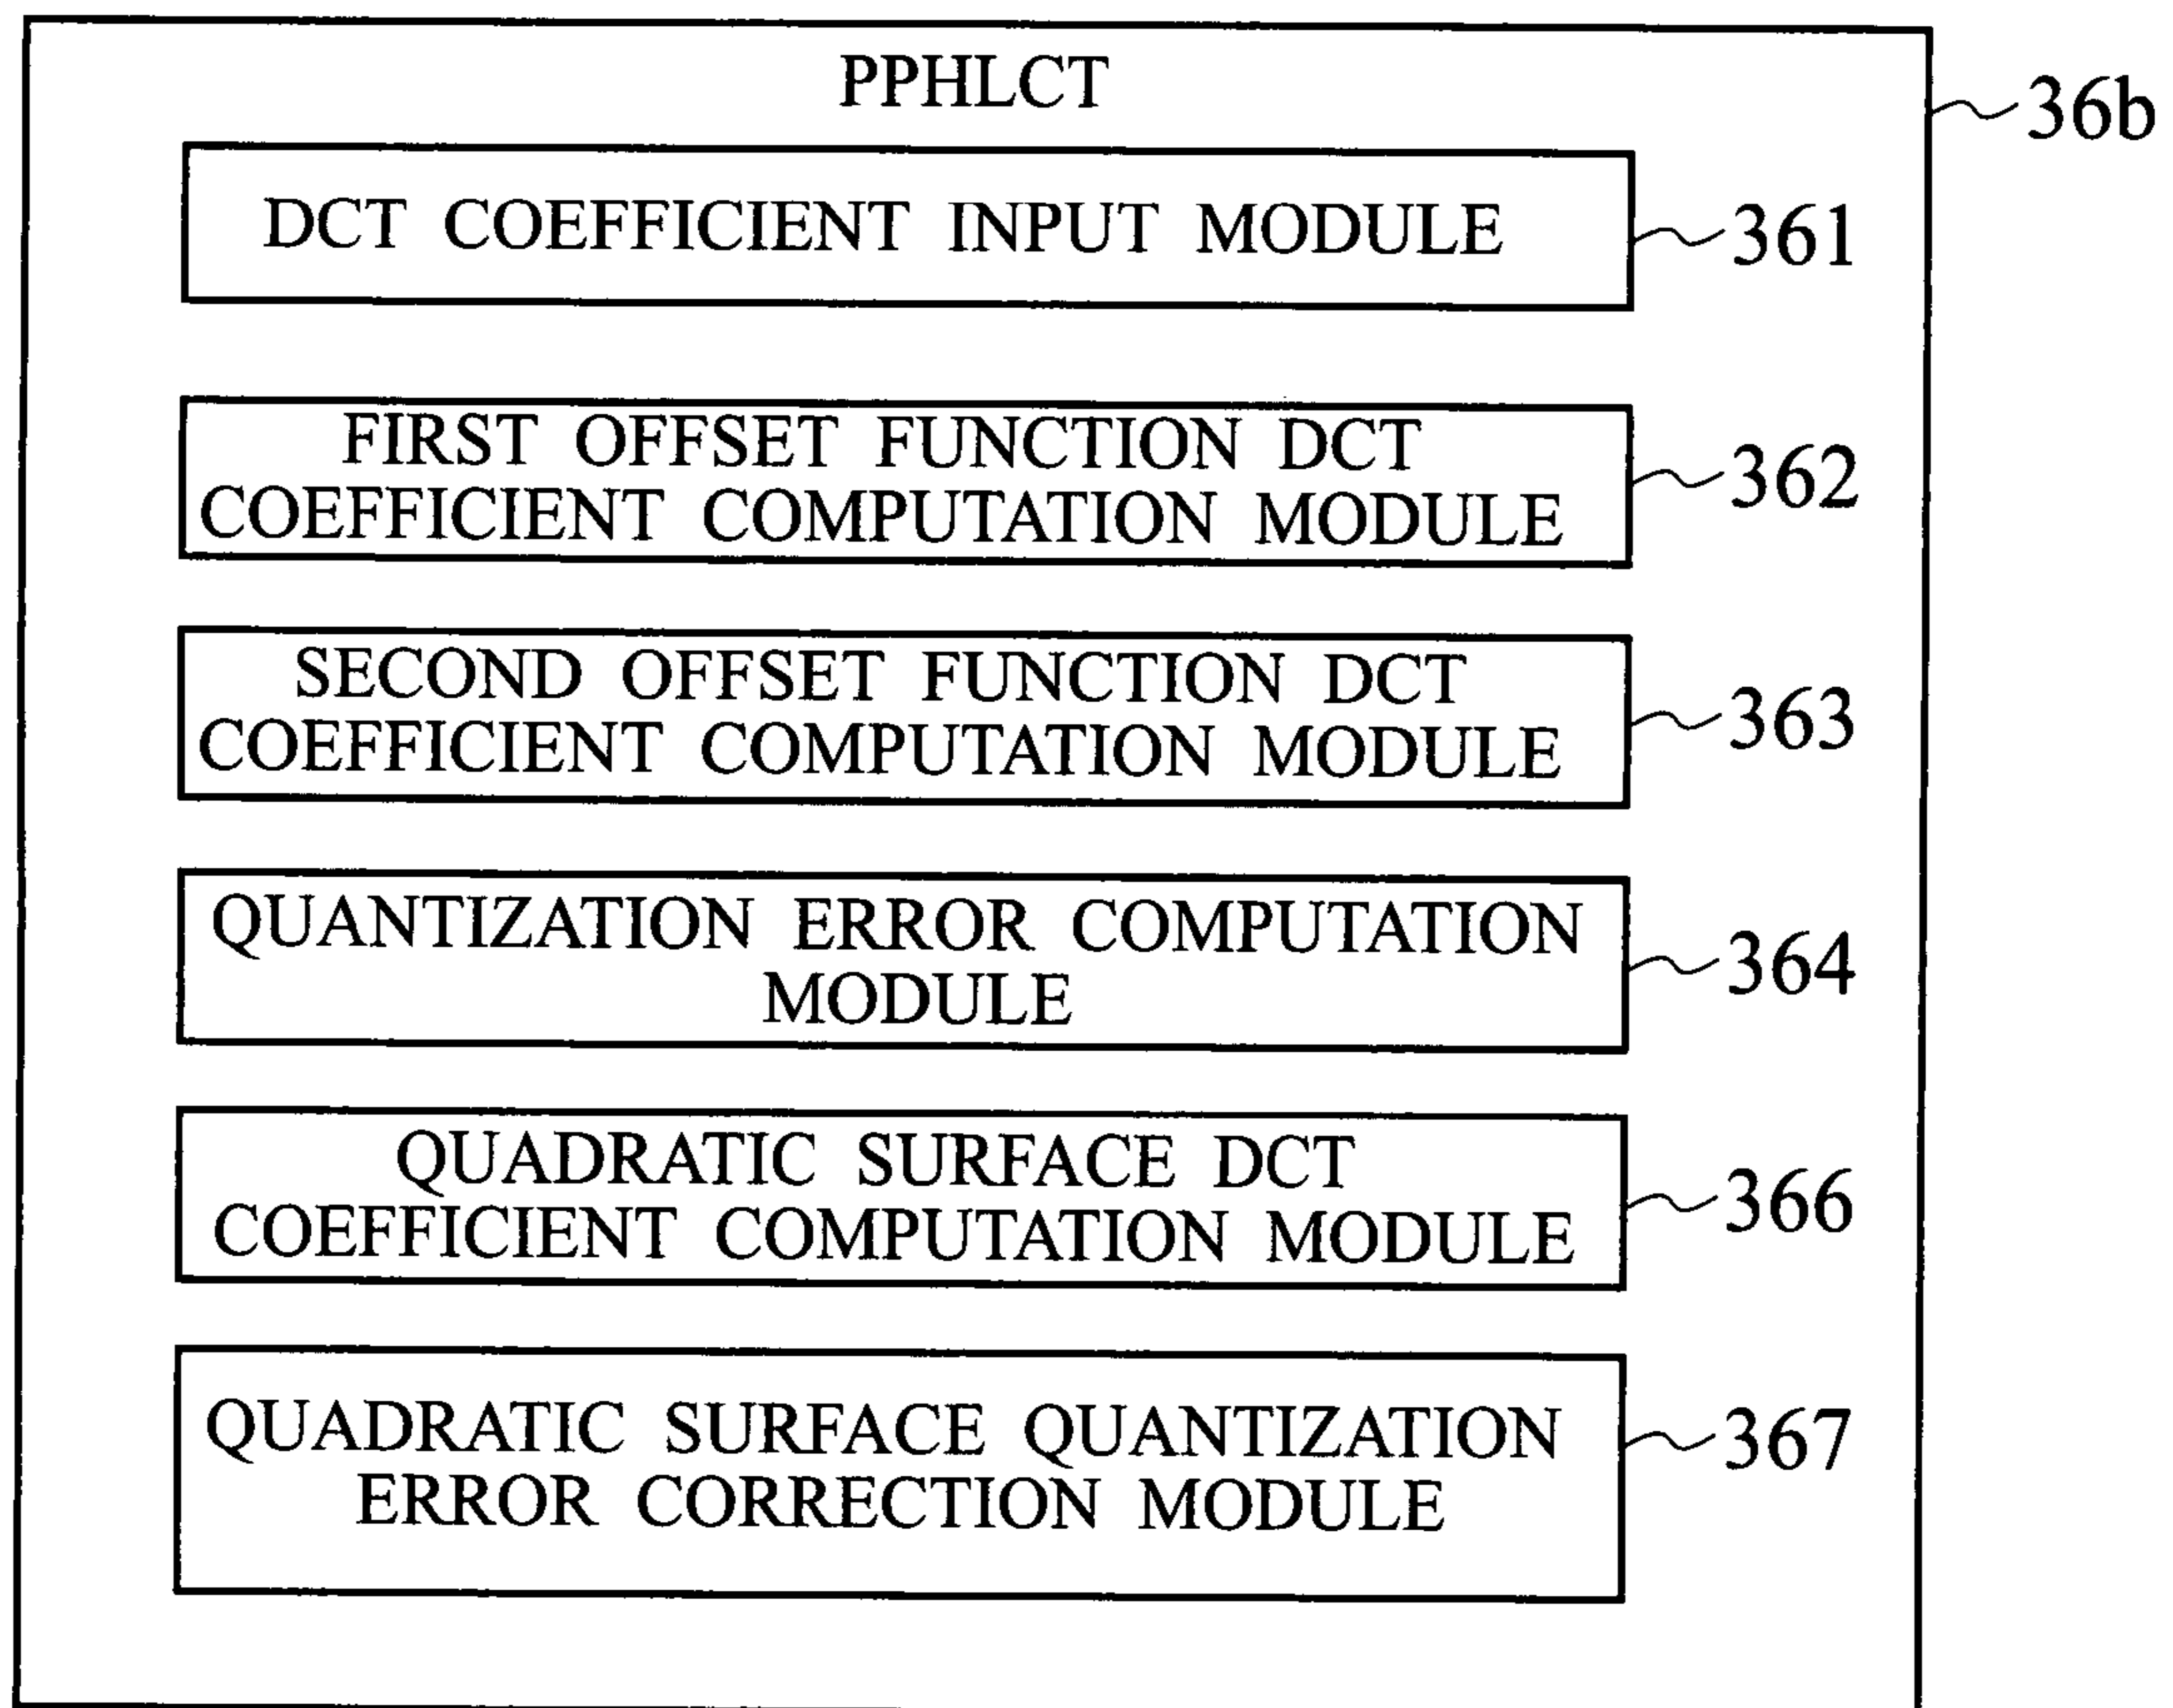 PPHLCT
36b
DCT COEFFICIENT INPUT MODULE
361
FIRST OFFSET FUNCTION DCT
COEFFICIENT COMPUTATION MODULE
362
SECOND OFFSET FUNCTION DCT
COEFFICIENT COMPUTATION MODULE
363
QUANTIZATION ERROR COMPUTATION
MODULE
364
QUADRATIC SURFACE DCT
COEFFICIENT COMPUTATION MODULE
366
QUADRATIC SURFACE QUANTIZATION
ERROR CORRECTION MODULE
367